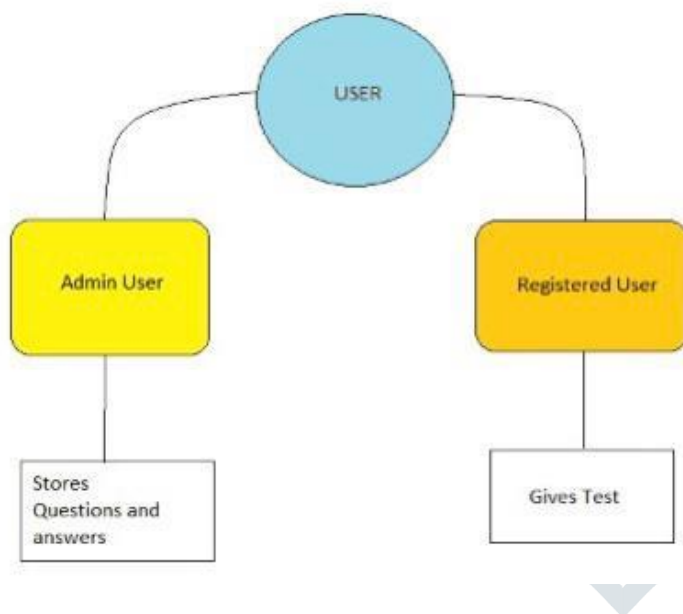 USER
Admin User
Registered User
Stores
Questions and
answers
Gives Test